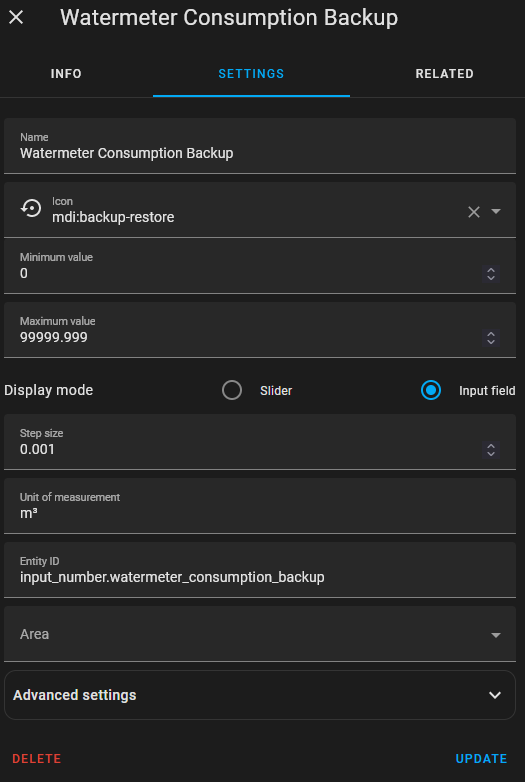 Watermeter Consumption Backup
INFO
SETTINGS
RELATED
Name
Watermeter Consumption Backup
Icon
mdi:backup-restore
Minimum value
0
Maximum value
99999.999
Display mode
Slider
Input field
Step size
0.001
Unit of measurement
m³
Entity ID
input_number.watermeter_consumption_backup
Area
Advanced settings
DELETE
UPDATE